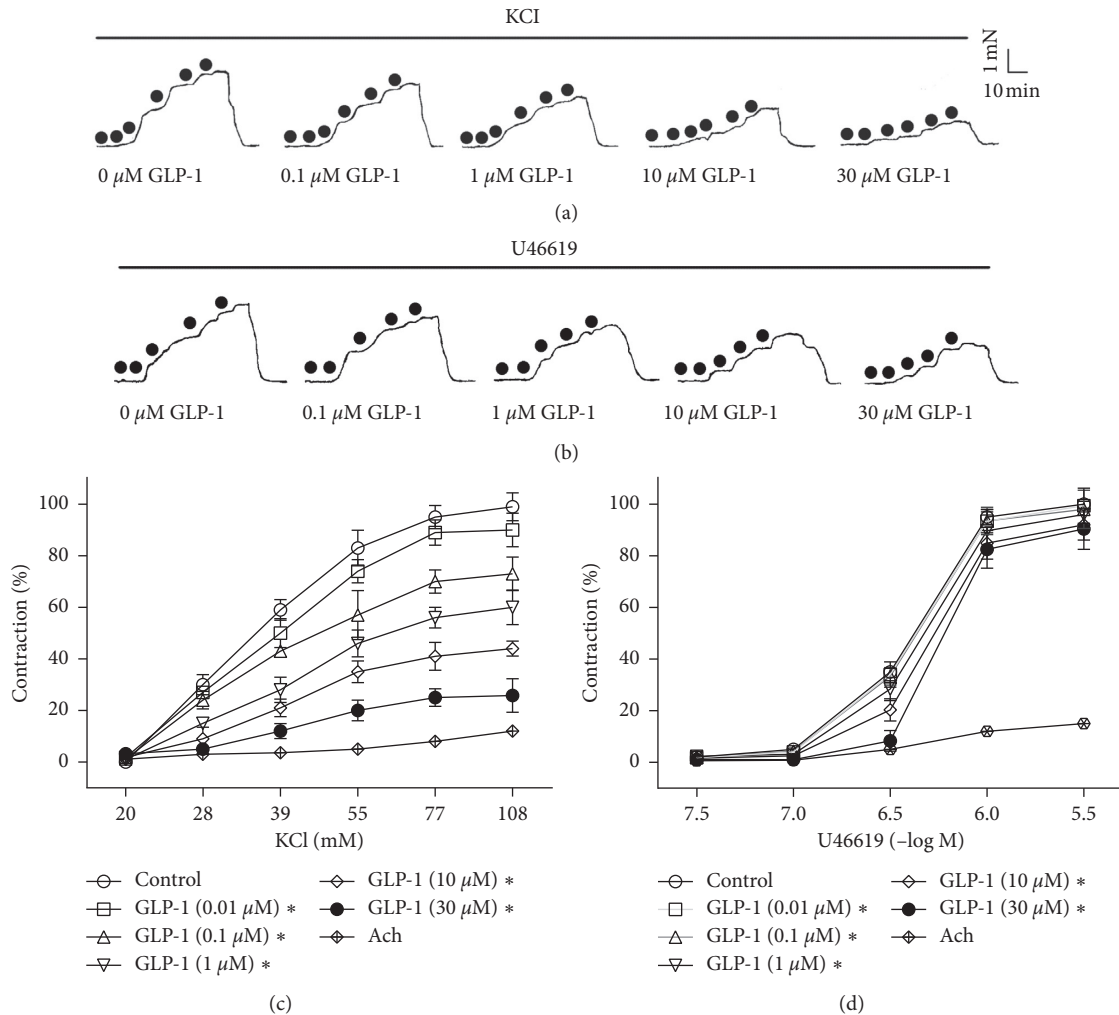 KCI
1 mN
10 min
0 μM GLP-1 0.1 μM GLP-1 1 μM GLP-1 10 μM GLP-1 30 μM GLP-1
(a)
U46619
0 μM GLP-1 0.1 μM GLP-1 1 μM GLP-1 10 μM GLP-1 30 μM GLP-1
(b)
Contraction (%)
100
80
60
40
20
0
20 28 39 55 77 108
KCl (mM)
Control
GLP-1 (0.01 μM) *
GLP-1 (0.1 μM) *
GLP-1 (1 μM) *
GLP-1 (10 μM) *
GLP-1 (30 μM) *
Ach
(c)
Contraction (%)
100
80
60
40
20
0
7.5 7.0 6.5 6.0 5.5
U46619 (–log M)
Control
GLP-1 (0.01 μM) *
GLP-1 (0.1 μM) *
GLP-1 (1 μM) *
GLP-1 (10 μM) *
GLP-1 (30 μM) *
Ach
(d)